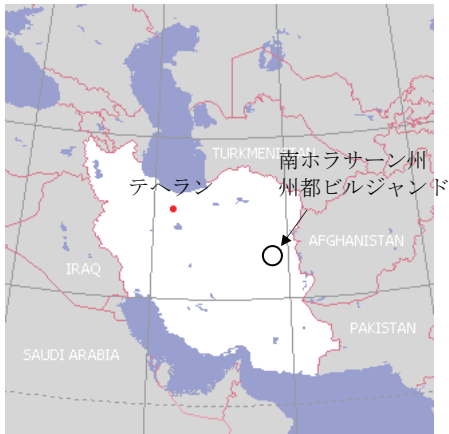 TURKMENISTAN
南ホラサーン州
州都ビルジャンド
テヘラン
AFGHANISTAN
IRAQ
PAKISTAN
SAUDI ARABIA